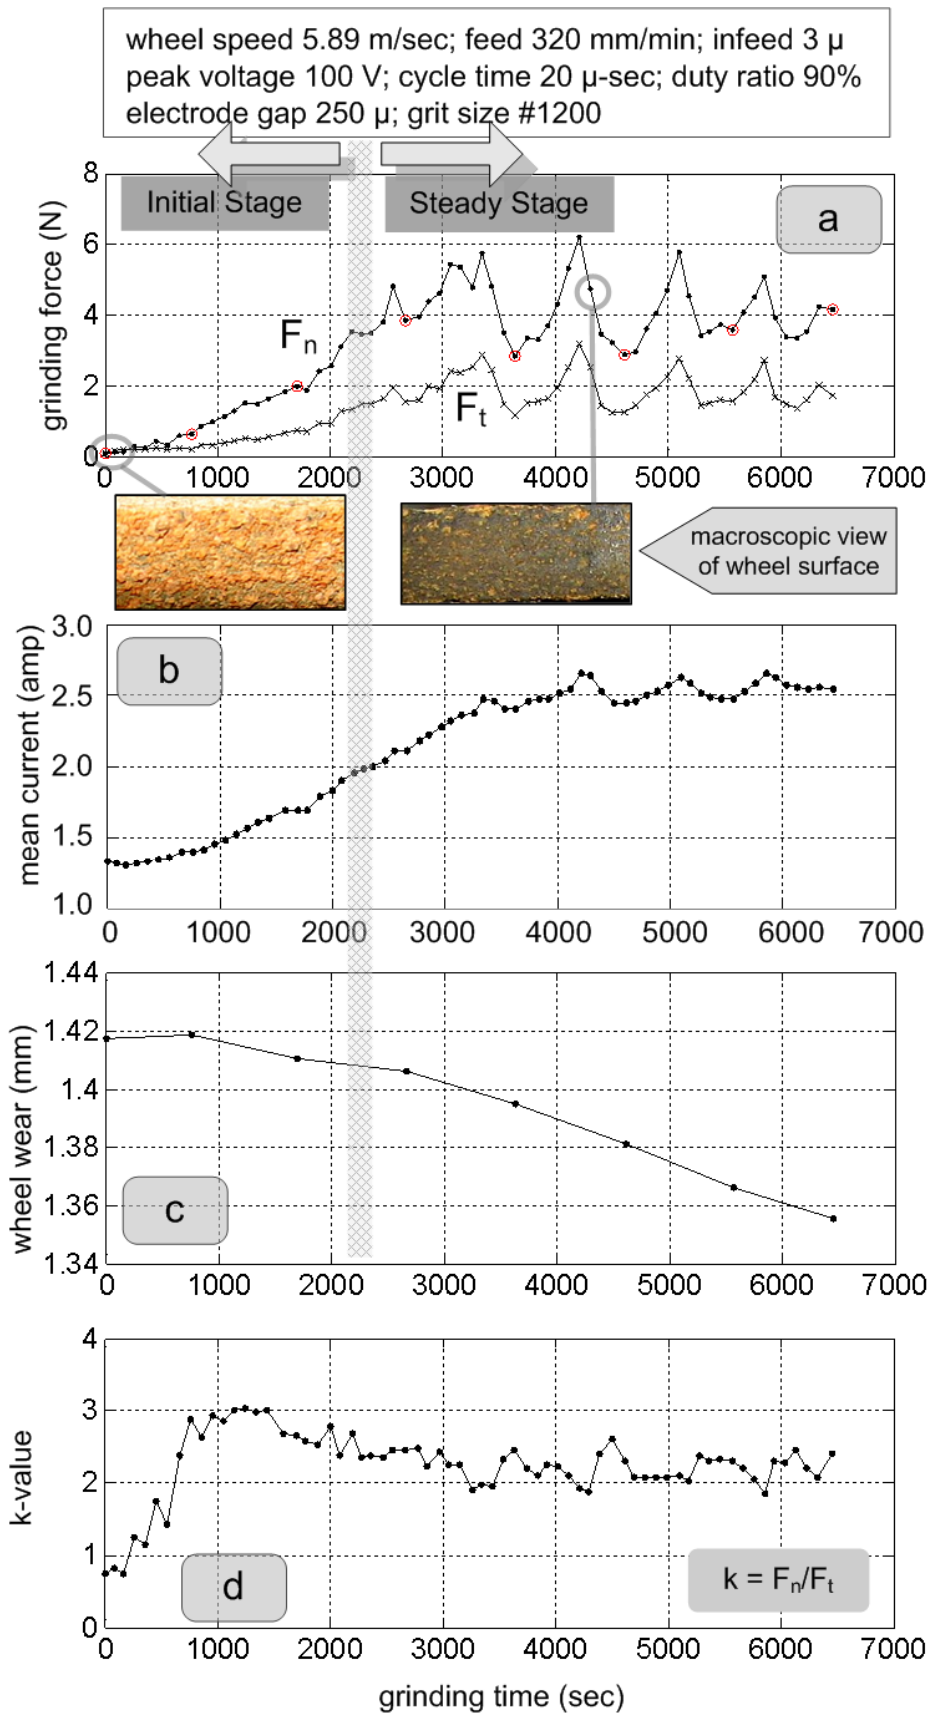 wheel speed 5.89 m/sec; feed 320 mm/min; infeed 3 μ
peak voltage 100 V; cycle time 20 μ-sec; duty ratio 90%
electrode gap 250 μ; grit size #1200
Initial Stage
Steady Stage
a
grinding force (N)
8
6
4
2
0
Fn
Ft
0 1000 2000 3000 4000 5000 6000 7000
macroscopic view
of wheel surface
b
mean current (amp)
3.0
2.5
2.0
1.5
1.0
0 1000 2000 3000 4000 5000 6000 7000
wheel wear (mm)
1.44
1.42
1.4
1.38
1.36
1.34
c
0 1000 2000 3000 4000 5000 6000 7000
k-value
4
3
2
1
0
d
k = Fn/Ft
0 1000 2000 3000 4000 5000 6000 7000
grinding time (sec)